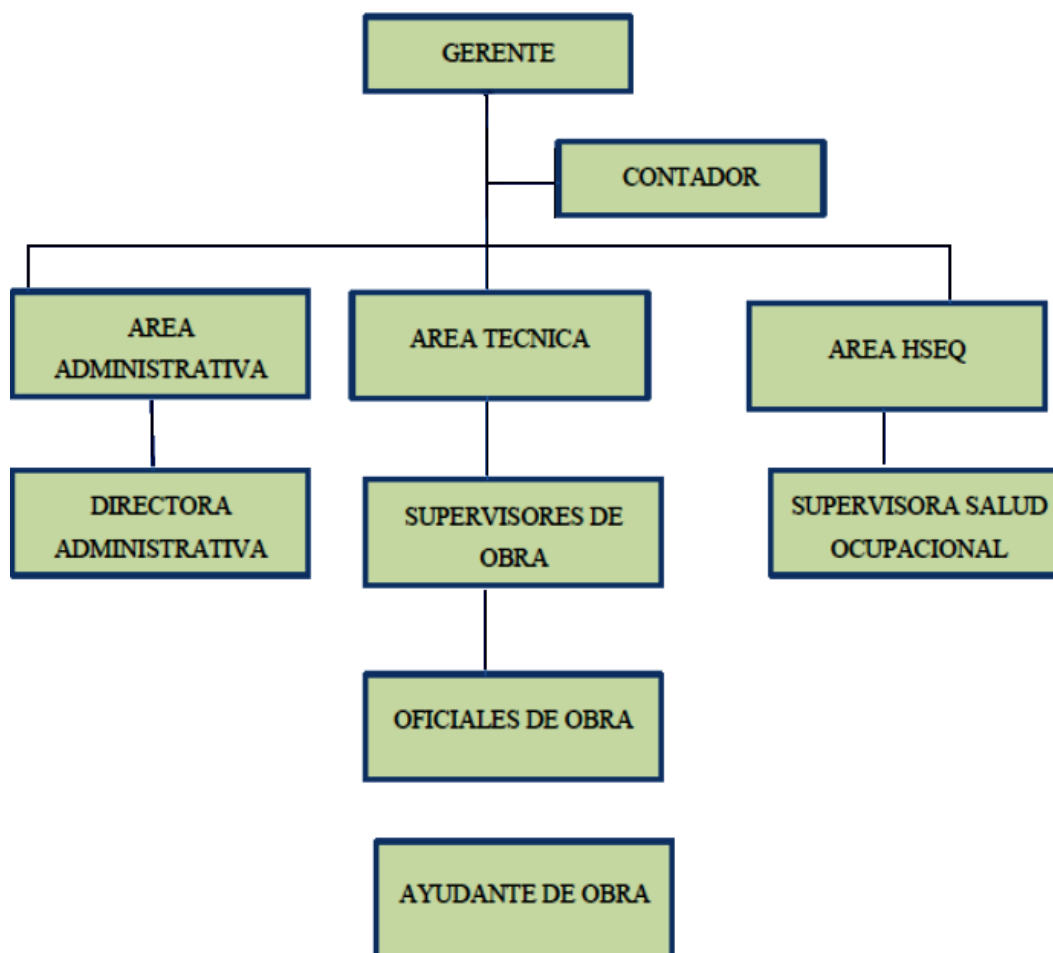 GERENTE
CONTADOR
AREA
ADMINISTRATIVA
AREA TECNICA
AREA HSEQ
DIRECTORA
ADMINISTRATIVA
SUPERVISORES DE
OBRA
SUPERVISORA SALUD
OCUPACIONAL
OFICIALES DE OBRA
AYUDANTE DE OBRA